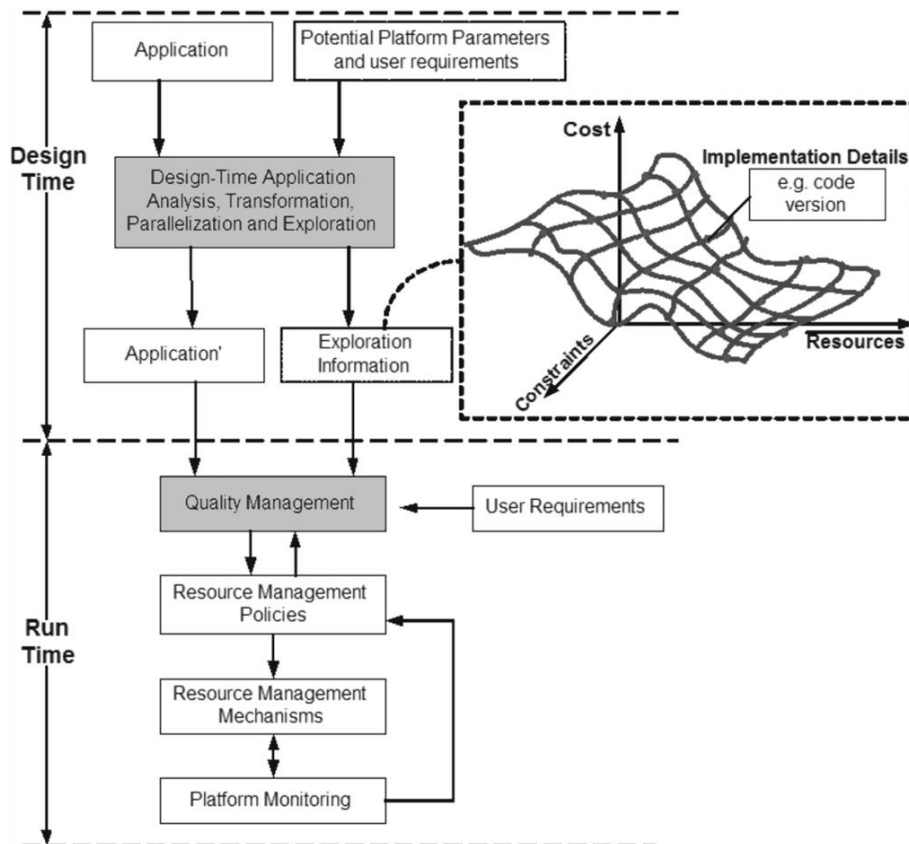 Application
Potential Platform Parameters
and user requirements
Design
Time
Design-Time Application
Analysis, Transformation,
Parallelization and Exploration
Cost
Implementation Details
e.g. code
version
Application'
Exploration
Information
Resources
Constraints
Quality Management
User Requirements
Resource Management
Policies
Run
Time
Resource Management
Mechanisms
Platform Monitoring